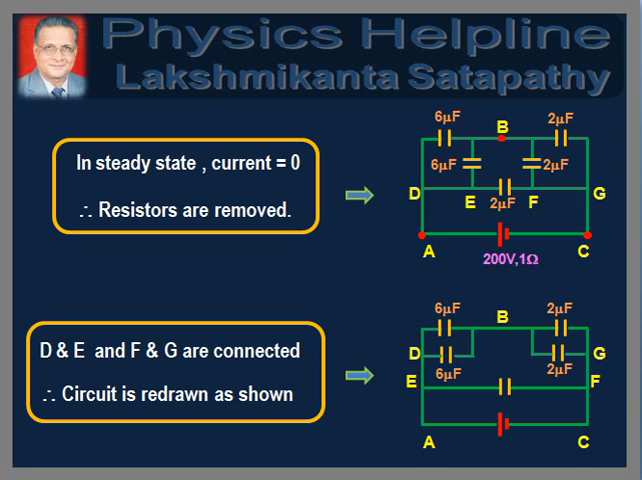 Physics Helpline
Lakshmikanta Satapathy
In steady state , current = 0
∴ Resistors are removed.
6μF
B
2μF
6μF
2μF
D
E
2μF
F
G
A
200V,1Ω
C
D & E and F & G are connected
∴ Circuit is redrawn as shown
6μF
B
2μF
D
G
6μF
2μF
E
F
A
C